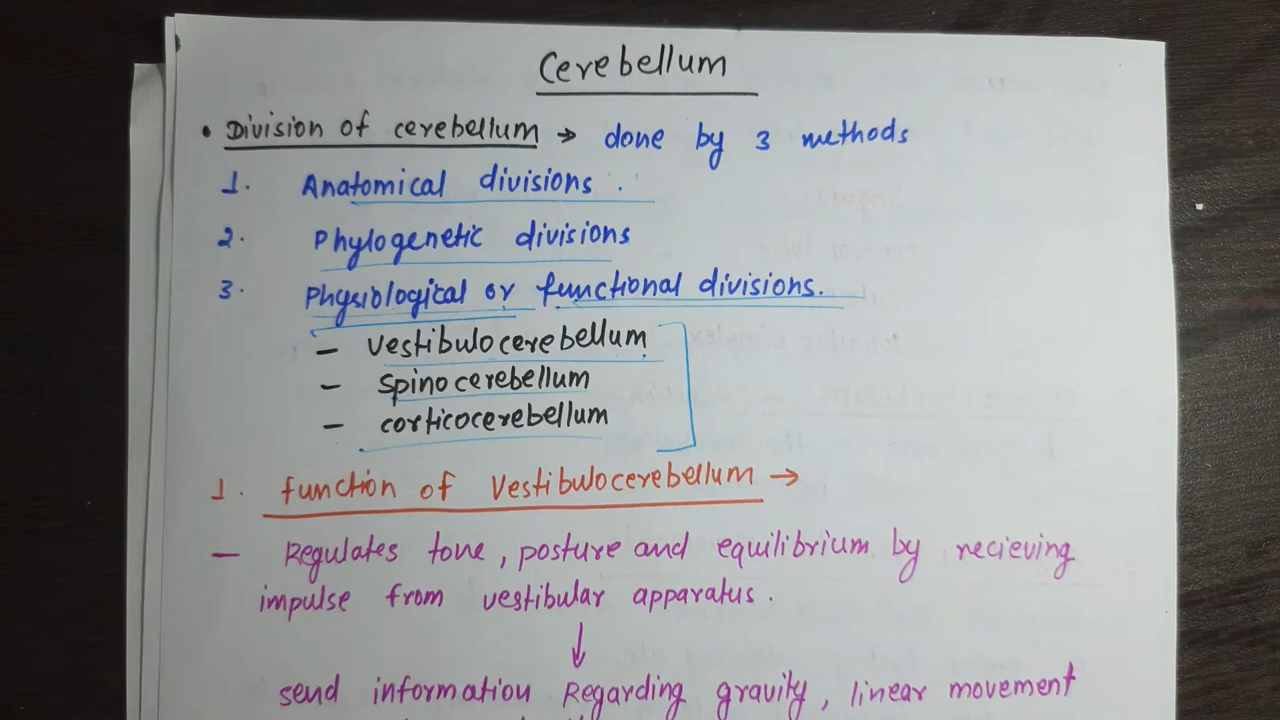 Cerebellum
• Division of cerebellum → done by 3 methods
1. Anatomical divisions.
2. Phylogenetic divisions
3. Physiological or functional divisions.
– vestibulocerebellum
– spinocerebellum
– corticocerebellum
1. function of vestibulocerebellum →
– Regulates tone, posture and equilibrium by recieving
impulse from vestibular apparatus.
↓
send information Regarding gravity, linear movement